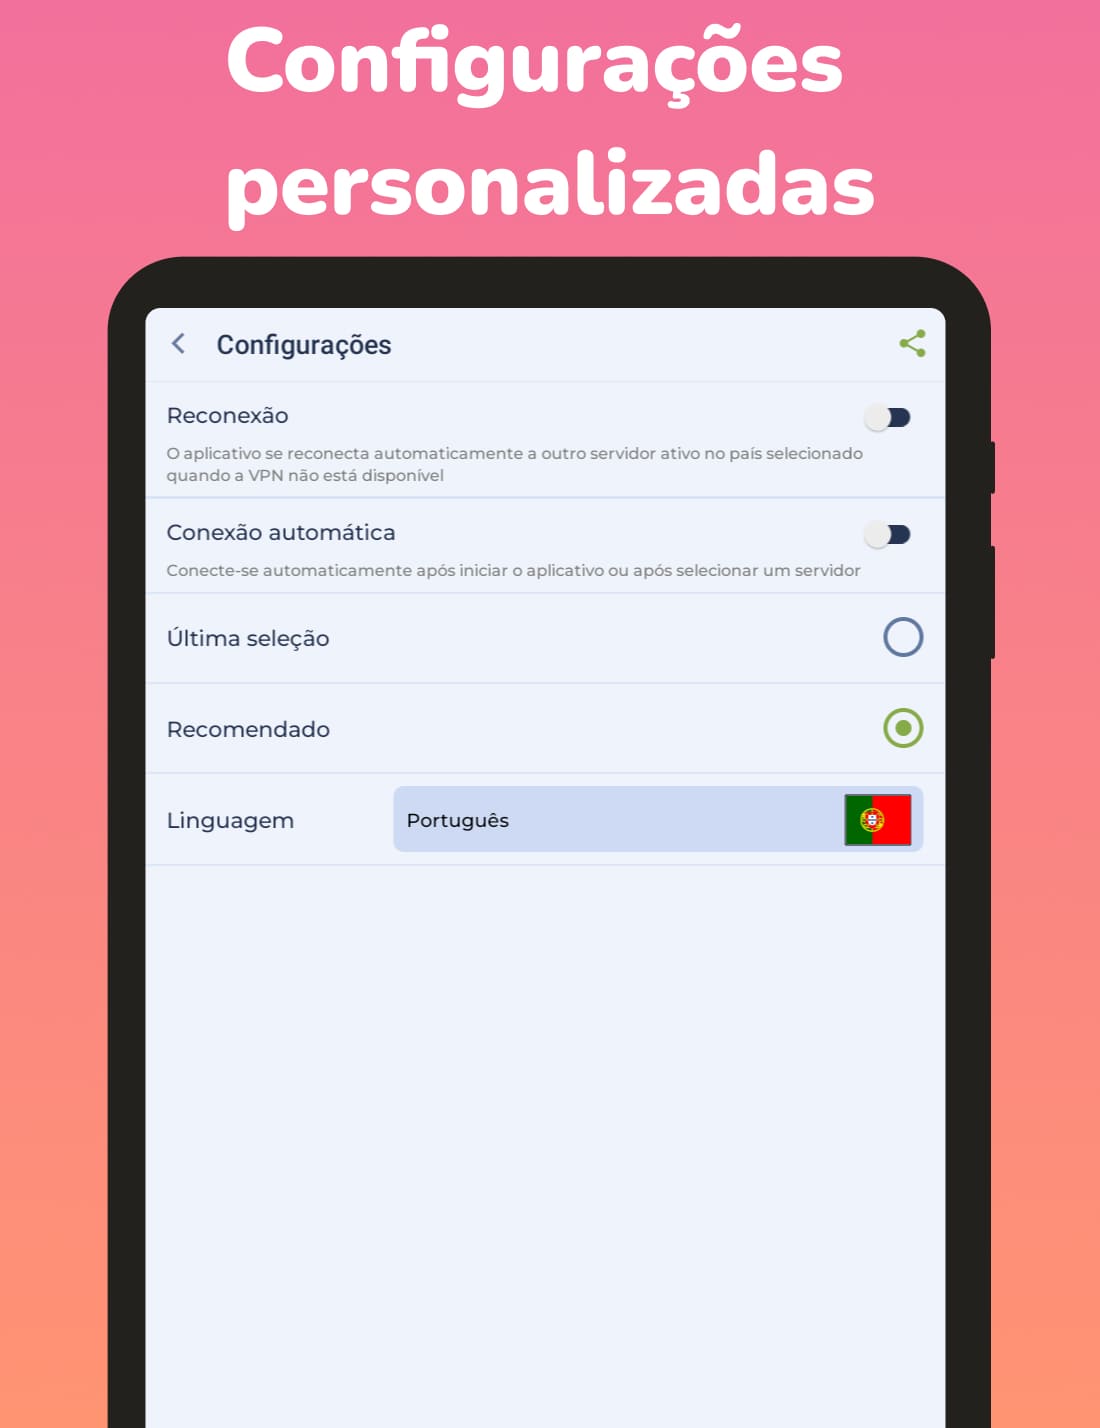 Configurações
personalizadas
Configurações
Reconexão
O aplicativo se reconecta automaticamente a outro servidor ativo no país selecionado
quando a VPN não está disponível
Conexão automática
Conecte-se automaticamente após iniciar o aplicativo ou após selecionar um servidor
Última seleção
Recomendado
Linguagem
Português